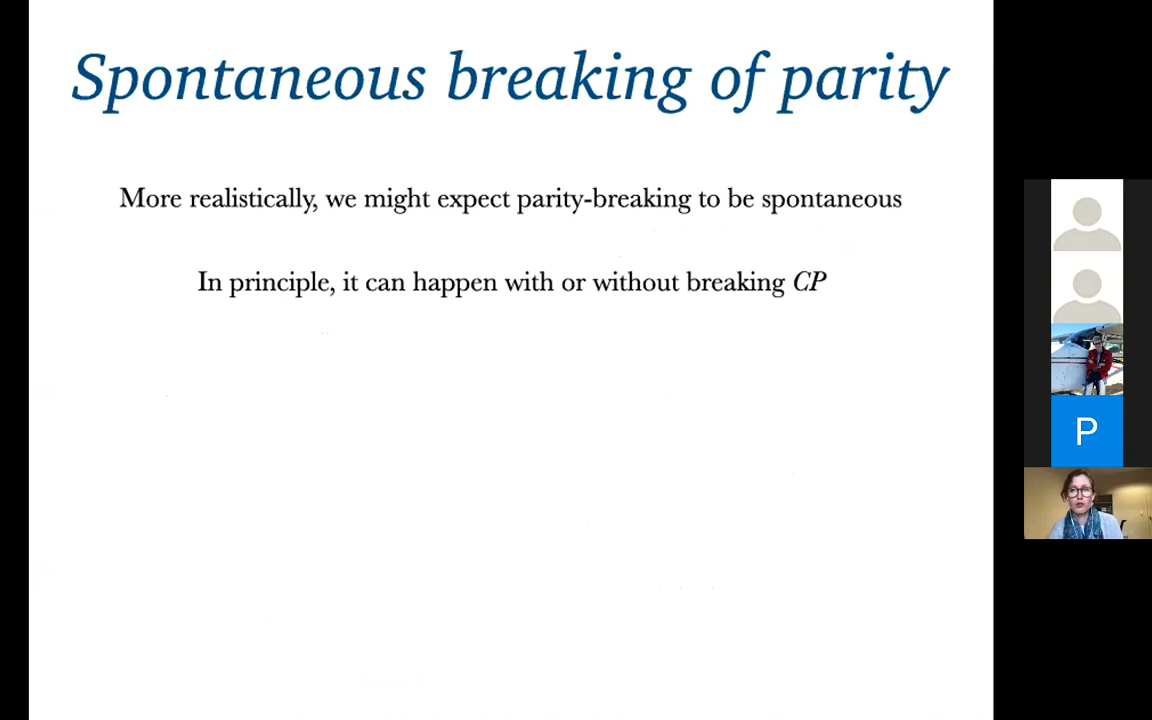 Spontaneous breaking of parity
More realistically, we might expect parity-breaking to be spontaneous
In principle, it can happen with or without breaking CP
P